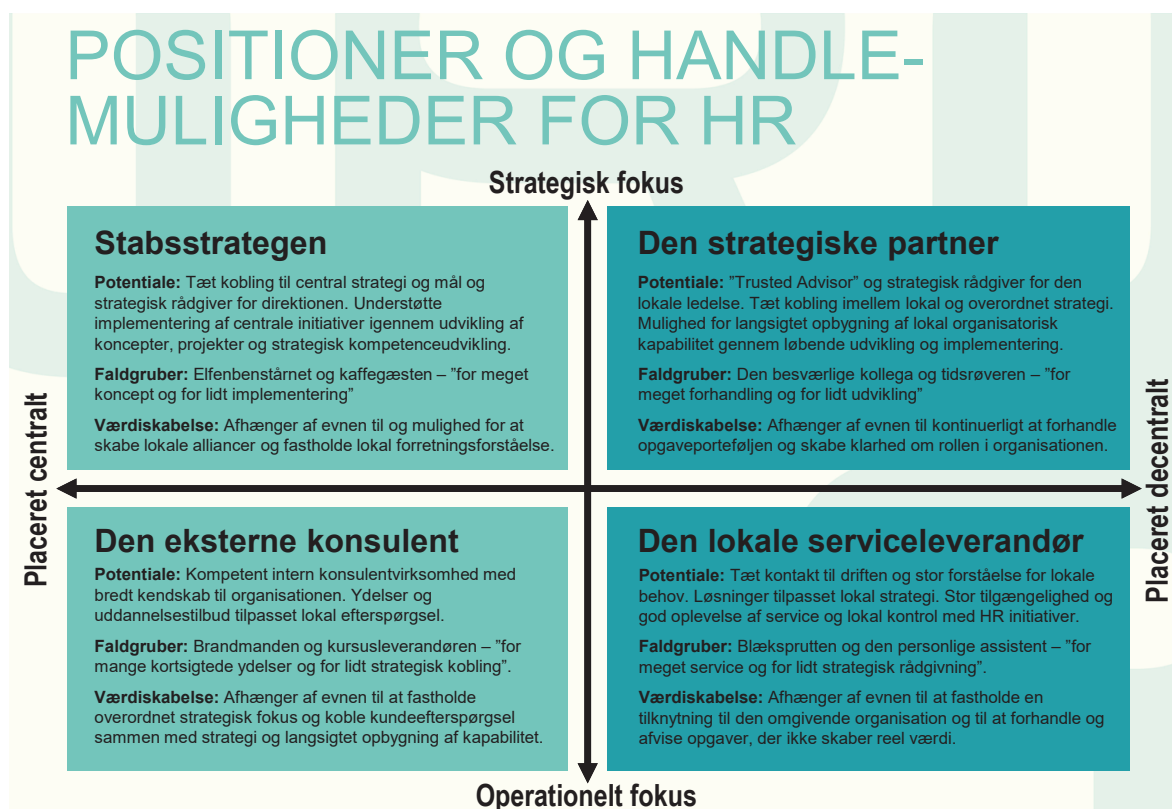 POSITIONER OG HANDLE-
MULIGHEDER FOR HR
Strategisk fokus
Stabsstrategen
Potentiale: Tæt kobling til central strategi og mål og
strategisk rådgiver for direktionen. Understøtte
implementering af centrale initiativer igennem udvikling af
koncepter, projekter og strategisk kompetenceudvikling.
Faldgruber: Elfenbenstårnet og kaffegæsten – ”for meget
koncept og for lidt implementering”
Værdiskabelse: Afhænger af evnen til og mulighed for at
skabe lokale alliancer og fastholde lokal forretningsforståelse.
Den strategiske partner
Potentiale: ”Trusted Advisor” og strategisk rådgiver for den
lokale ledelse. Tæt kobling imellem lokal og overordnet strategi.
Mulighed for langsigtet opbygning af lokal organisatorisk
kapabilitet gennem løbende udvikling og implementering.
Faldgruber: Den besværlige kollega og tidsrøveren – ”for
meget forhandling og for lidt udvikling”
Værdiskabelse: Afhænger af evnen til kontinuerligt at forhandle
opgaveporteføljen og skabe klarhed om rollen i organisationen.
Placeret centralt
Placeret decentralt
Den eksterne konsulent
Potentiale: Kompetent intern konsulentvirksomhed med
bredt kendskab til organisationen. Ydelser og
uddannelsestilbud tilpasset lokal efterspørgsel.
Faldgruber: Brandmanden og kursusleverandøren – ”for
mange kortsigtede ydelser og for lidt strategisk kobling”.
Værdiskabelse: Afhænger af evnen til at fastholde
overordnet strategisk fokus og koble kundeefterspørgsel
sammen med strategi og langsigtet opbygning af kapabilitet.
Den lokale serviceleverandør
Potentiale: Tæt kontakt til driften og stor forståelse for lokale
behov. Løsninger tilpasset lokal strategi. Stor tilgængelighed og
god oplevelse af service og lokal kontrol med HR initiativer.
Faldgruber: Blæksprutten og den personlige assistent – ”for
meget service og for lidt strategisk rådgivning”.
Værdiskabelse: Afhænger af evnen til at fastholde en
tilknytning til den omgivende organisation og til at forhandle og
afvise opgaver, der ikke skaber reel værdi.
Operationelt fokus